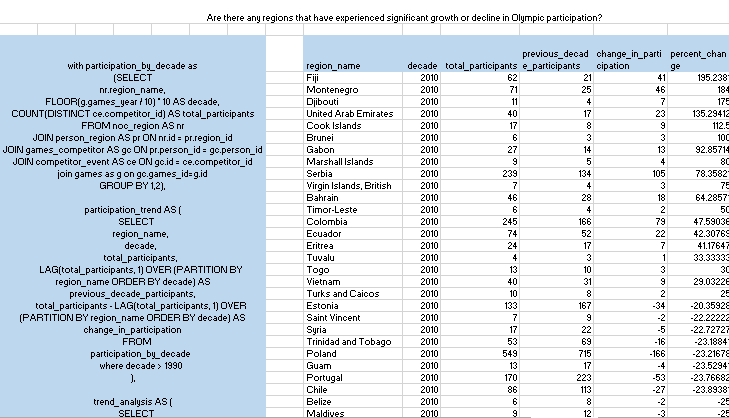 Are there any regions that have experienced significant growth or decline in Olympic participation?
with participation_by_decade as
(SELECT
nr.region_name,
FLOOR(g.games_year / 10) * 10 AS decade,
COUNT(DISTINCT ce.competitor_id) AS total_participants
FROM noc_region AS nr
JOIN person_region AS pr ON nr.id = pr.region_id
JOIN games_competitor AS gc ON pr.person_id = gc.person_id
JOIN competitor_event AS ce ON gc.id = ce.competitor_id
join games as g on gc.games_id=g.id
GROUP BY 1,2),
participation_trend AS (
SELECT
region_name,
decade,
total_participants,
LAG(total_participants, 1) OVER (PARTITION BY
region_name ORDER BY decade) AS
previous_decade_participants,
total_participants - LAG(total_participants, 1) OVER
(PARTITION BY region_name ORDER BY decade) AS
change_in_participation
FROM
participation_by_decade
where decade > 1990
),
trend_analysis AS (
SELECT
region_name decade total_participants previous_decade_participants change_in_participation percent_change
Fiji 2010 62 21 41 195.238
Montenegro 2010 71 25 46 184
Djibouti 2010 11 4 7 175
United Arab Emirates 2010 40 17 23 135.29412
Cook Islands 2010 17 8 9 112.5
Brunei 2010 6 3 3 100
Gabon 2010 27 14 13 92.85714
Marshall Islands 2010 9 5 4 80
Serbia 2010 239 134 105 78.35821
Virgin Islands, British 2010 7 4 3 75
Bahrain 2010 46 28 18 64.28571
Timor-Leste 2010 6 4 2 50
Colombia 2010 245 166 79 47.59036
Ecuador 2010 74 52 22 42.30769
Eritrea 2010 24 17 7 41.17647
Tuvalu 2010 4 3 1 33.33333
Togo 2010 13 10 3 30
Vietnam 2010 40 31 9 29.03226
Turks and Caicos 2010 10 8 2 25
Estonia 2010 133 167 -34 -20.35928
Saint Vincent 2010 7 9 -2 -22.22222
Syria 2010 17 22 -5 -22.72727
Trinidad and Tobago 2010 53 69 -16 -23.1884
Poland 2010 549 715 -166 -23.21678
Guam 2010 13 17 -4 -23.52941
Portugal 2010 170 223 -53 -23.76682
Chile 2010 86 113 -27 -23.89381
Belize 2010 6 8 -2 -25
Maldives 2010 9 12 -3 -25